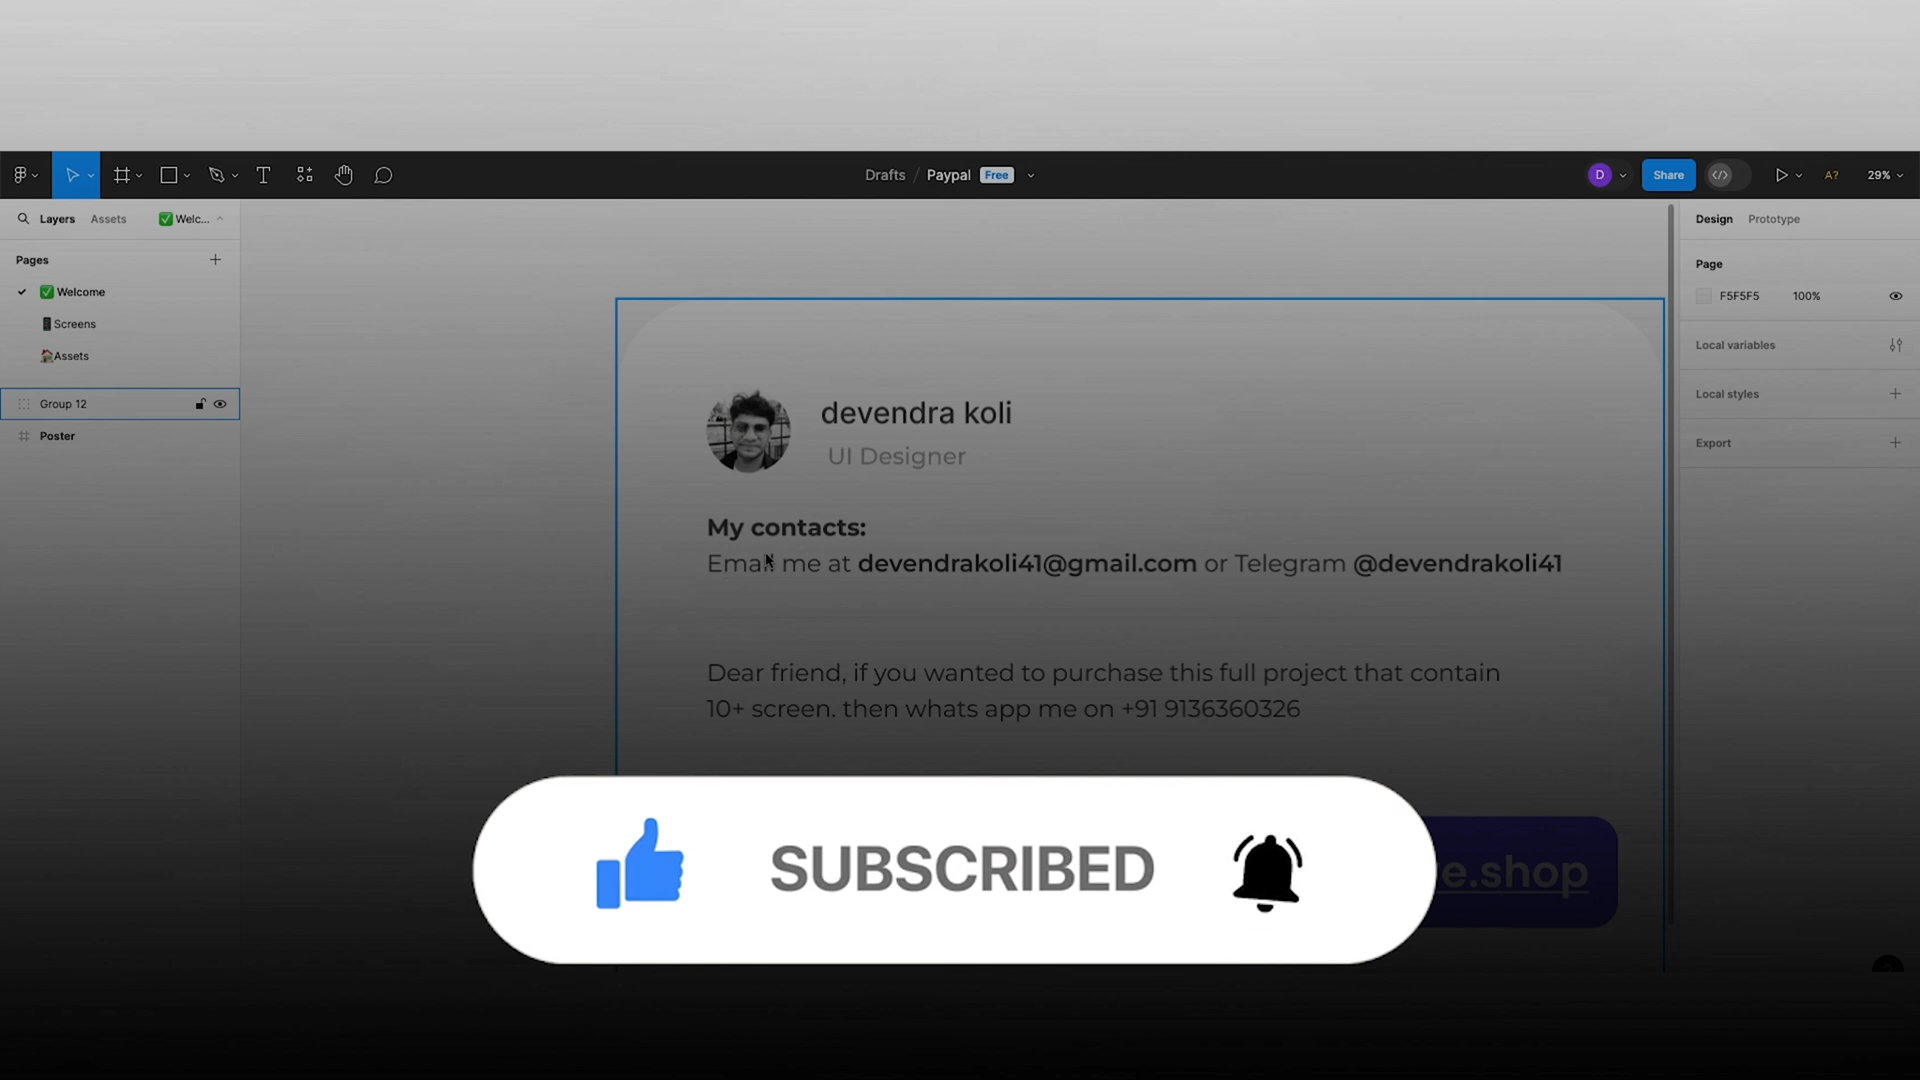 Drafts / Paypal Free
D
Share
A?
29%
Layers Assets Welc...
Pages
Welcome
Screens
Assets
Group 12
Poster
devendra koli
UI Designer
My contacts:
Email me at devendrakoli41@gmail.com or Telegram @devendrakoli41
Dear friend, if you wanted to purchase this full project that contain
10+ screen. then whats app me on +91 9136360326
SUBSCRIBED
e.shop
Design Prototype
Page
F5F5F5 100%
Local variables
Local styles
Export